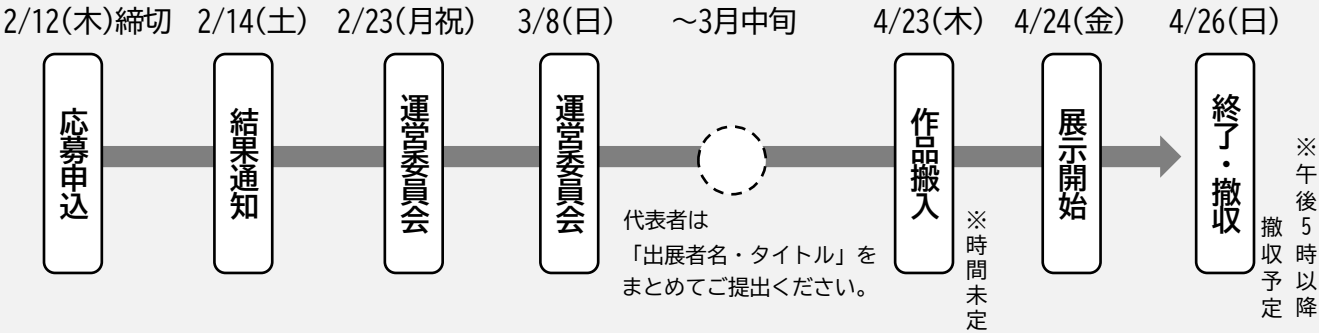 2/12(木)締切
2/14(土)
2/23(月祝)
3/8(日)
～3月中旬
4/23(木)
4/24(金)
4/26(日)
応募申込
結果通知
運営委員会
運営委員会
代表者は
「出展者名・タイトル」を
まとめてご提出ください。
作品搬入
※時間未定
展示開始
終了・撤収
※午後5時以降
撤収予定